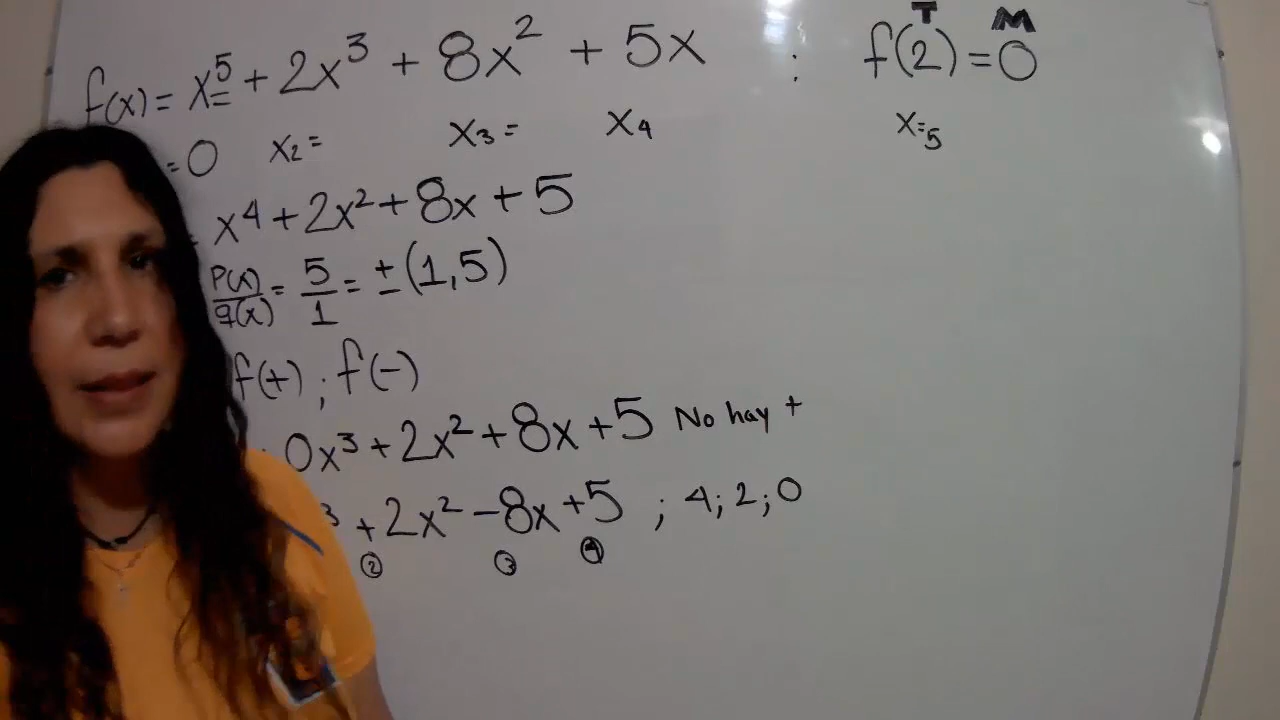 f(x) = x⁵ + 2x³ + 8x² + 5x ; f(2) = 0
T M
= 0 x₂ = x₃ = x₄ x=5
x⁴ + 2x² + 8x + 5
P(x)/q(x) = 5/1 = ± (1,5)
f(+) ; f(-)
0x³ + 2x² + 8x + 5 No hay +
³ + 2x² - 8x + 5 ; 4; 2; 0
② ③ ④